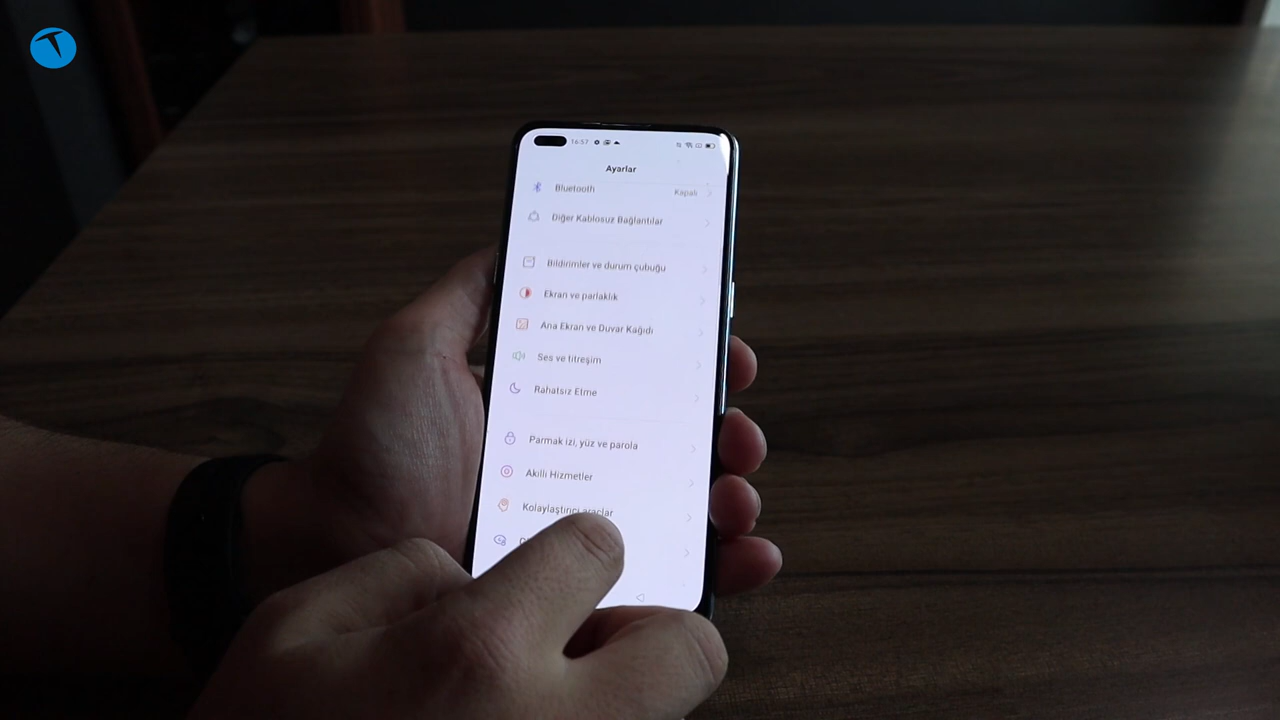 16:57
Ayarlar
Bluetooth Kapalı
Diğer Kablosuz Bağlantılar
Bildirimler ve durum çubuğu
Ekran ve parlaklık
Ana Ekran ve Duvar Kağıdı
Ses ve titreşim
Rahatsız Etme
Parmak izi, yüz ve parola
Akıllı Hizmetler
Kolaylaştırıcı araçlar